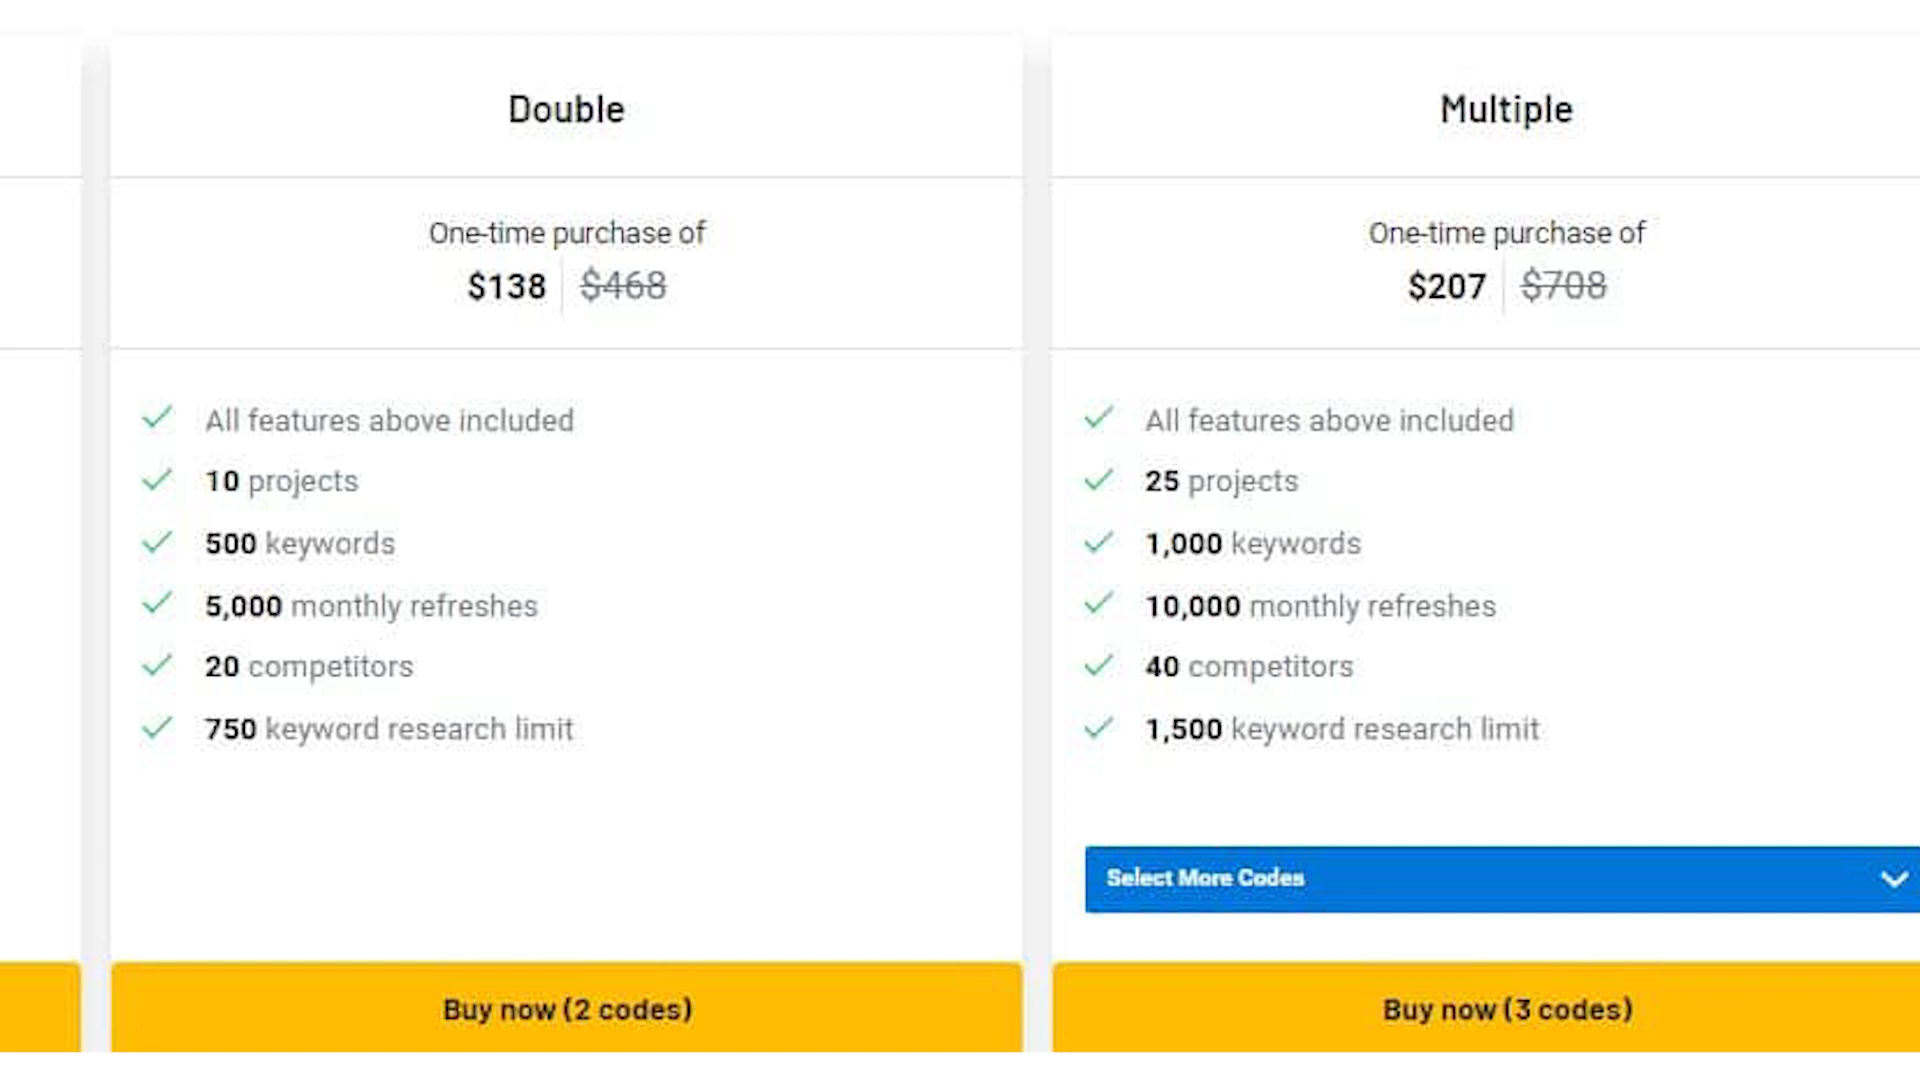 Double
One-time purchase of
$138 $468
All features above included
10 projects
500 keywords
5,000 monthly refreshes
20 competitors
750 keyword research limit
Buy now (2 codes)
Multiple
One-time purchase of
$207 $708
All features above included
25 projects
1,000 keywords
10,000 monthly refreshes
40 competitors
1,500 keyword research limit
Select More Codes
Buy now (3 codes)